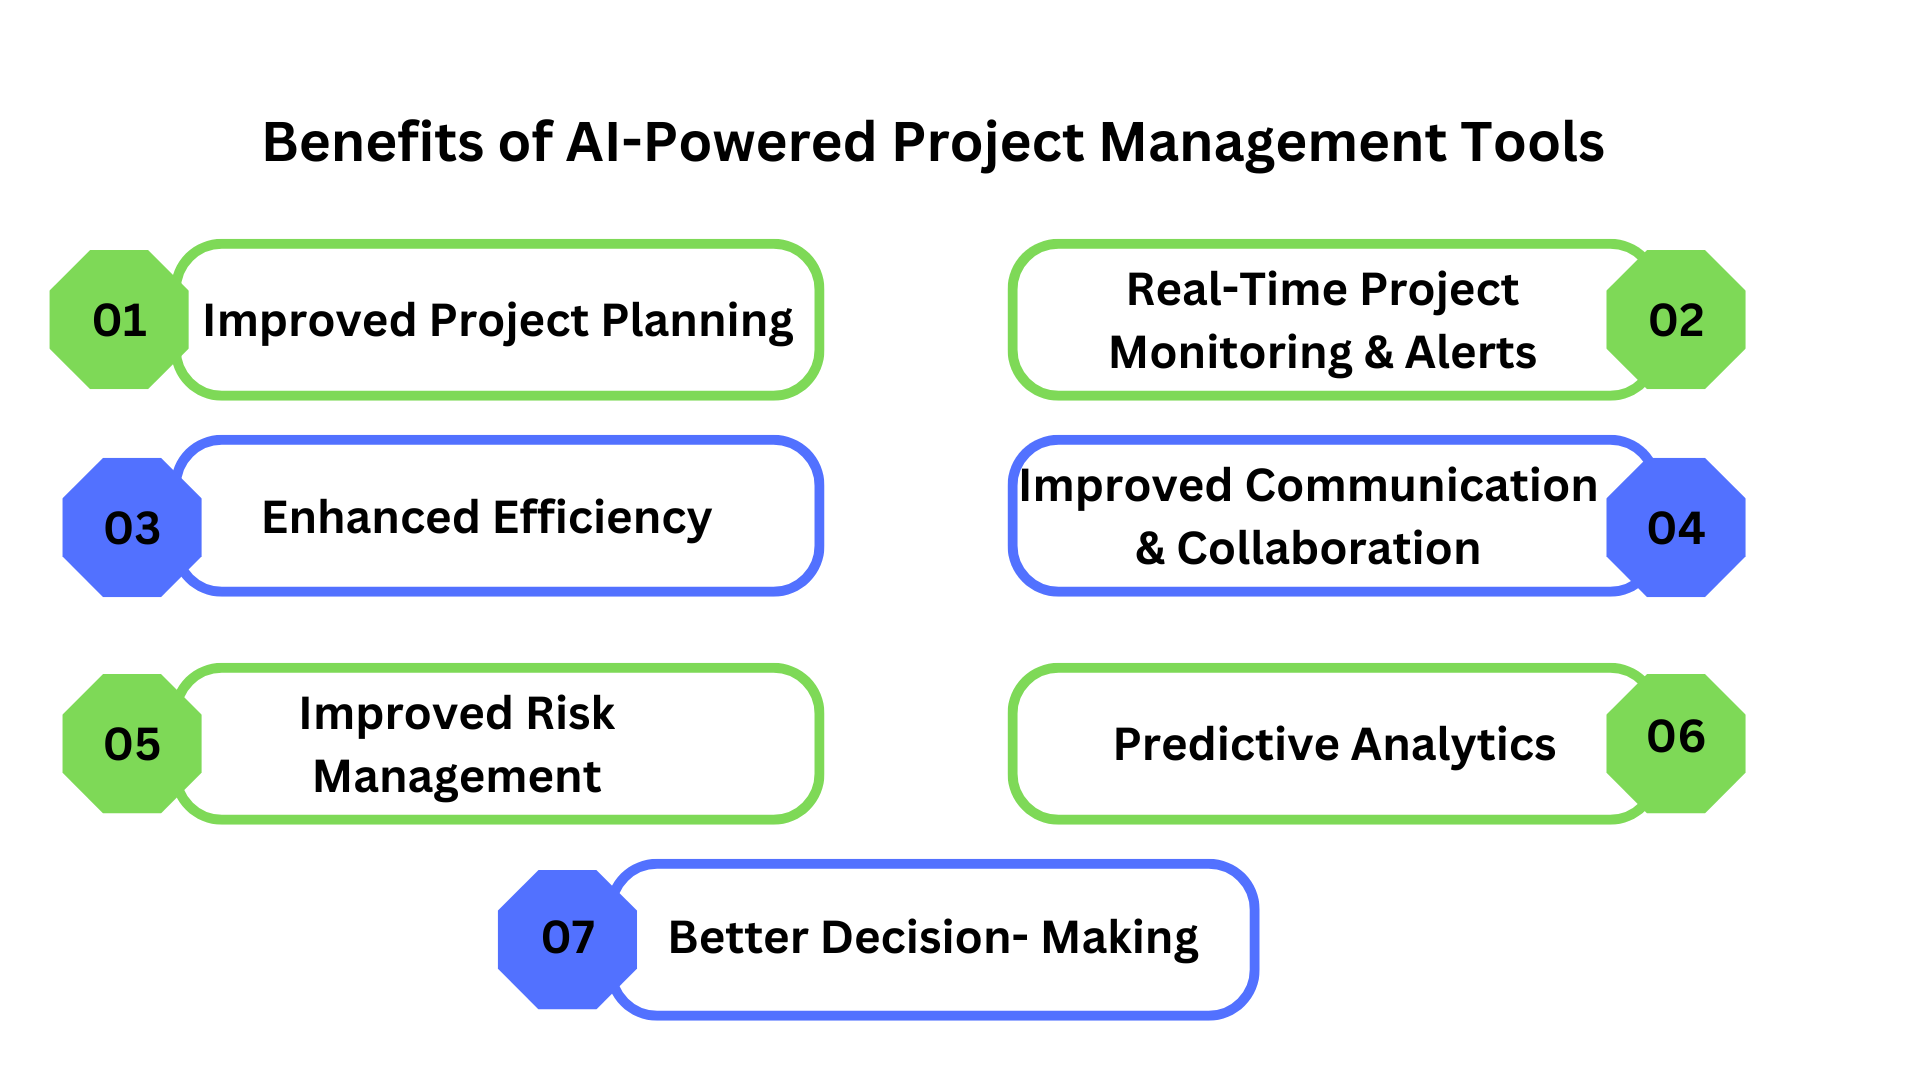 Benefits of AI-Powered Project Management Tools
01
Improved Project Planning
Real-Time Project
Monitoring & Alerts
02
03
Enhanced Efficiency
Improved Communication
& Collaboration
04
05
Improved Risk
Management
Predictive Analytics
06
07
Better Decision- Making